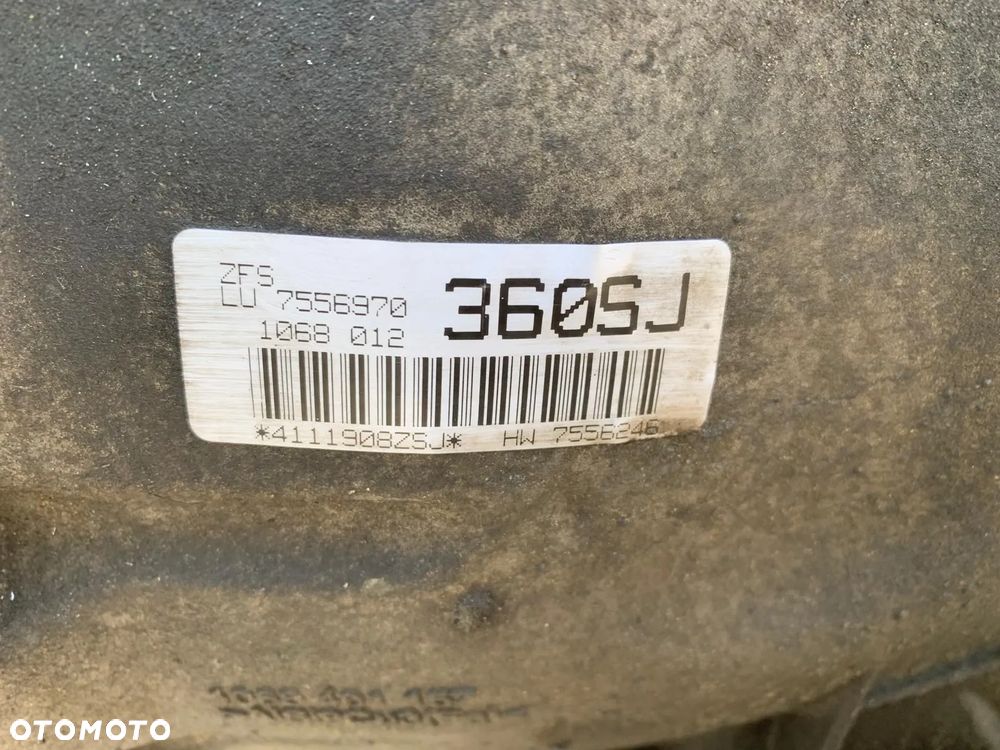 ZFS
LU 7556970
1068 012
360SJ
*4111908ZSJ* HW 7556246
OTOMOTO